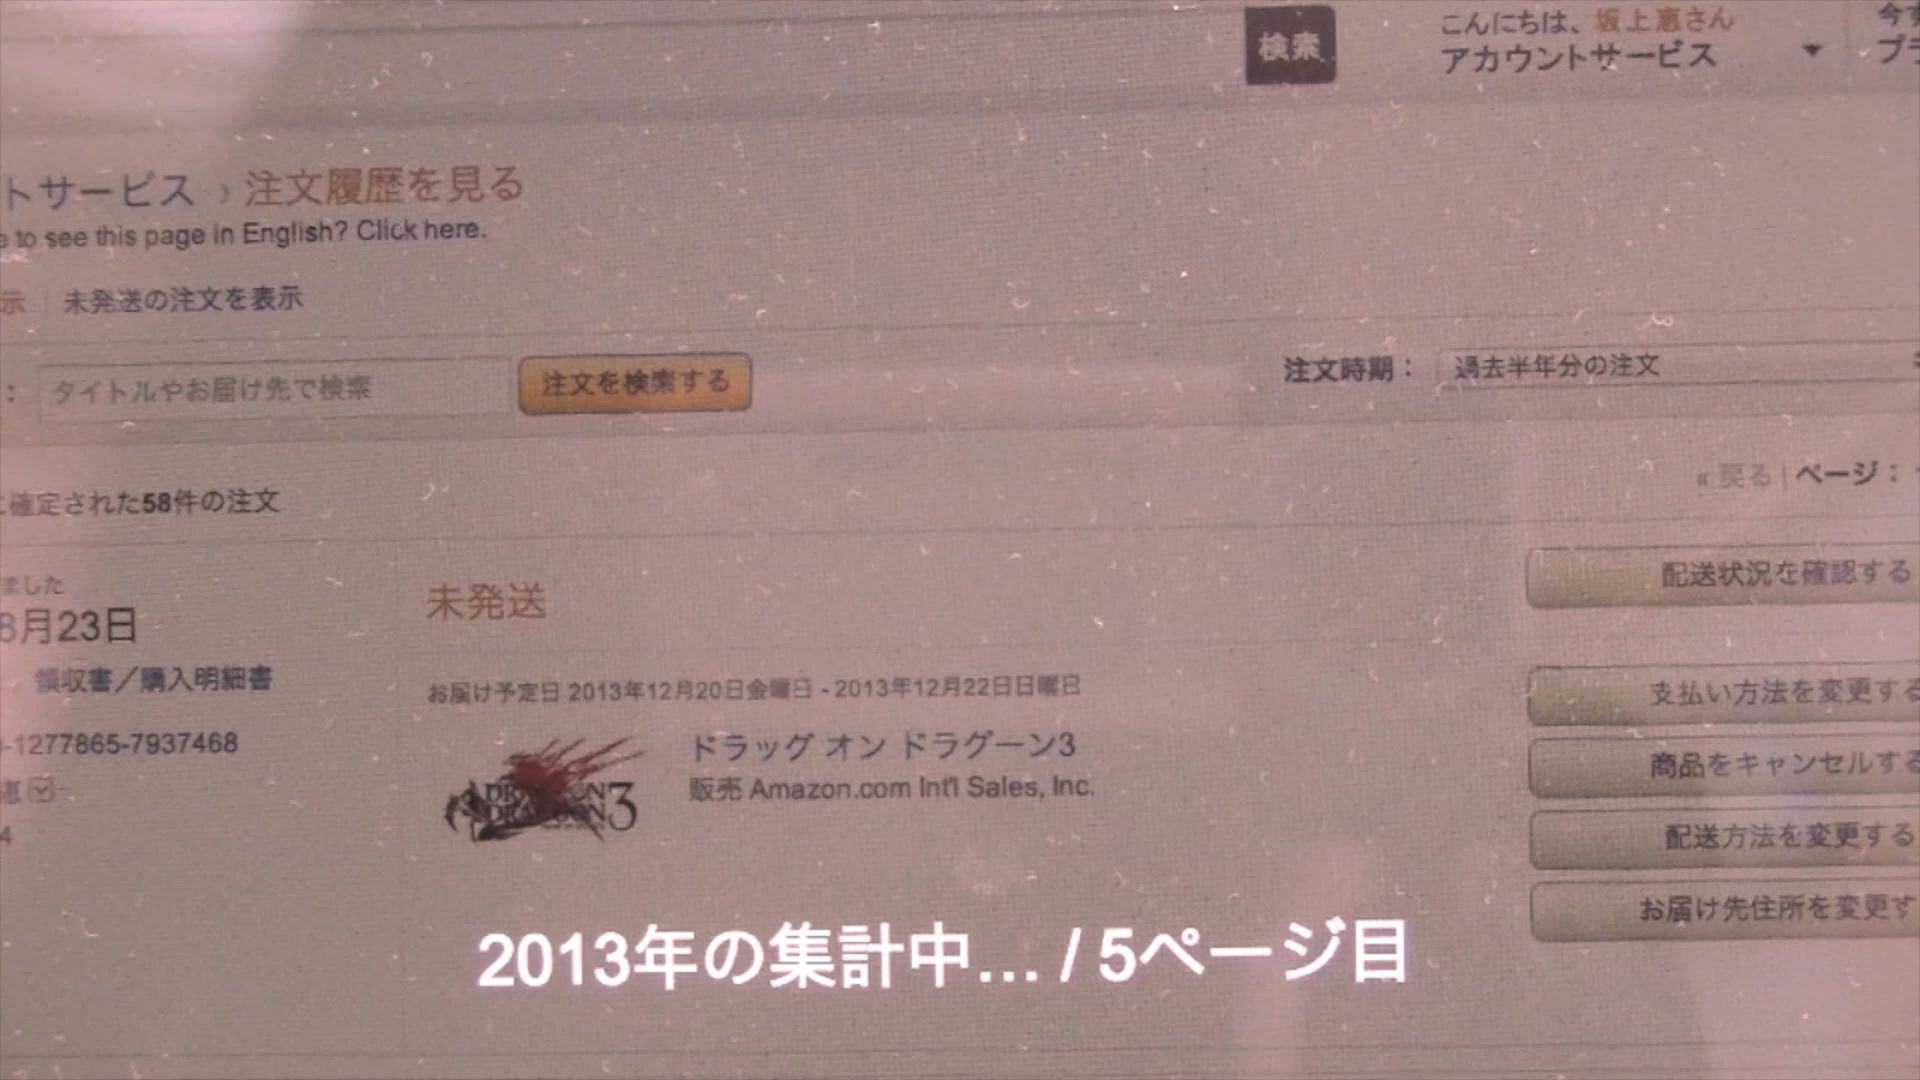 検索
こんにちは、坂上恵さん
アカウントサービス
トサービス › 注文履歴を見る
e to see this page in English? Click here.
示 | 未発送の注文を表示
: タイトルやお届け先で検索
注文を検索する
注文時期： 過去半年分の注文
に確定された58件の注文
« 戻る | ページ：
ました
8月23日
領収書／購入明細書
-1277865-7937468
恵
4
未発送
お届け予定日 2013年12月20日金曜日 - 2013年12月22日日曜日
DRAGON 3
ドラッグ オン ドラグーン3
販売 Amazon.com Int'l Sales, Inc.
配送状況を確認する
支払い方法を変更する
商品をキャンセルする
配送方法を変更する
お届け先住所を変更す
2013年の集計中... / 5ページ目